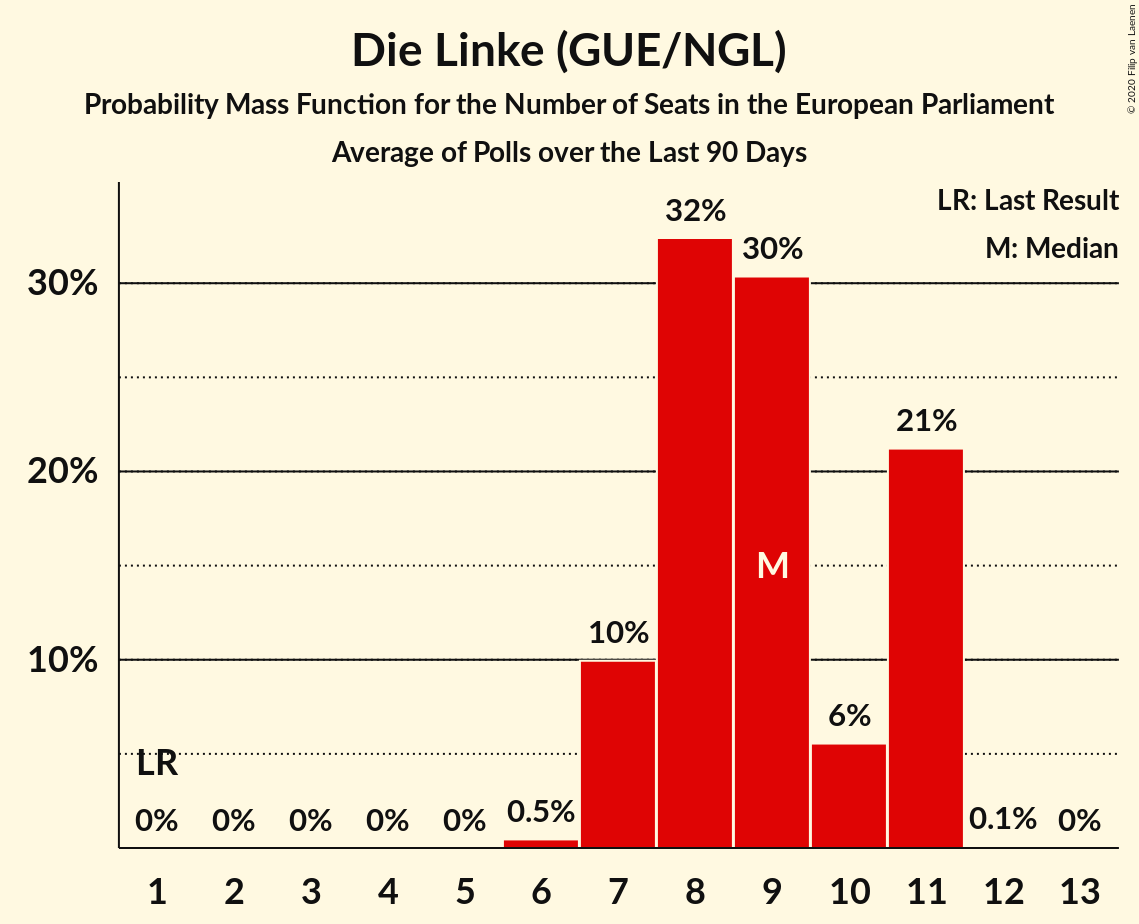 Die Linke (GUE/NGL)
Probability Mass Function for the Number of Seats in the European Parliament
Average of Polls over the Last 90 Days
© 2020 Filip van Laenen
LR: Last Result
M: Median
30%
20%
10%
32%
30%
21%
M
10%
6%
LR
0% 0% 0% 0% 0% 0.5% 0.1% 0%
1 2 3 4 5 6 7 8 9 10 11 12 13